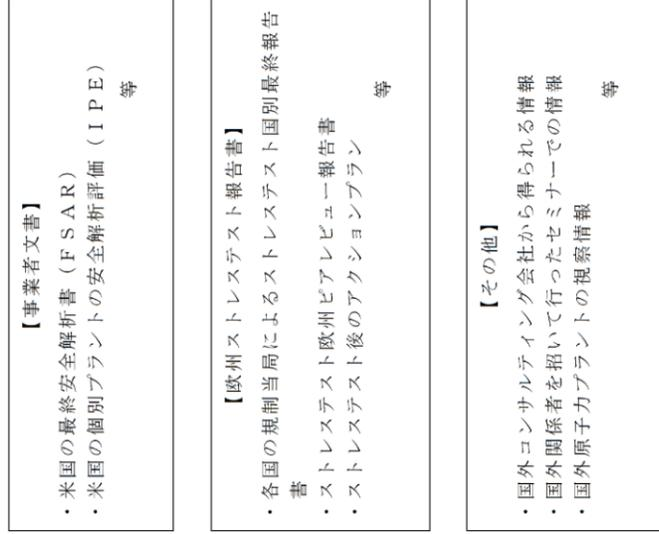 【事業者文書】
・米国の最終安全解析書（ＦＳＡＲ）
・米国の個別プラントの安全解析評価（ＩＰＥ）
等
【欧州ストレステスト報告書】
・各国の規制当局によるストレステスト国別最終報告
書
・ストレステスト欧州ピアレビュー報告書
・ストレステスト後のアクションプラン
等
【その他】
・国外コンサルティング会社から得られる情報
・国外関係者を招いて行ったセミナーでの情報
・国外原子力プラントの視察情報
等